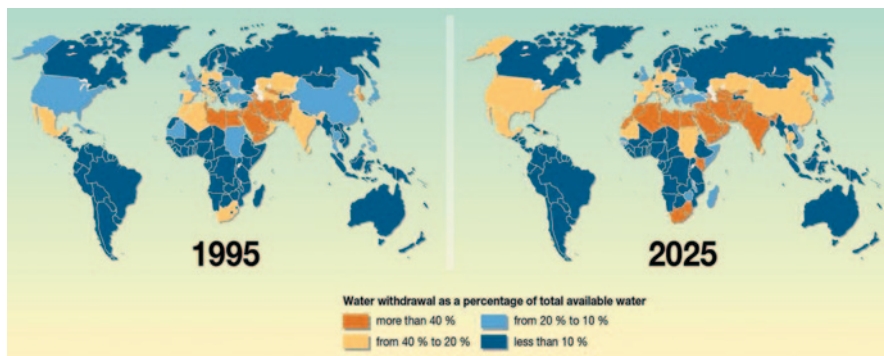 1995
2025
Water withdrawal as a percentage of total available water
more than 40 %
from 20 % to 10 %
from 40 % to 20 %
less than 10 %